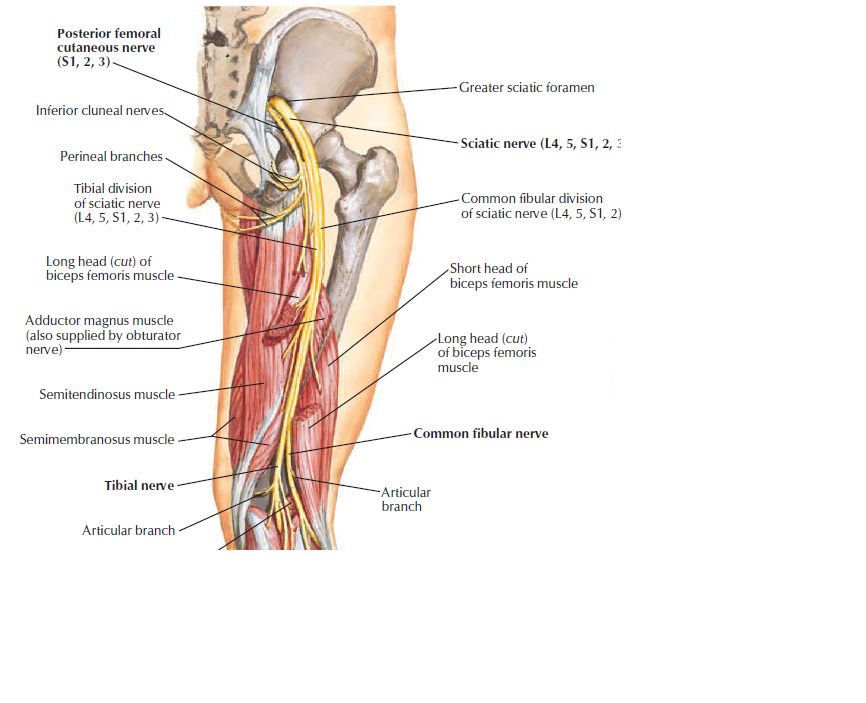 Posterior femoral
cutaneous nerve
(S1, 2, 3)
Inferior cluneal nerves
Perineal branches
Tibial division
of sciatic nerve
(L4, 5, S1, 2, 3)
Long head (cut) of
biceps femoris muscle
Adductor magnus muscle
(also supplied by obturator
nerve)
Semitendinosus muscle
Semimembranosus muscle
Tibial nerve
Articular branch
Greater sciatic foramen
Sciatic nerve (L4, 5, S1, 2,
Common fibular division
of sciatic nerve (L4, 5, S1, 2)
Short head of
biceps femoris muscle
Long head (cut)
of biceps femoris
muscle
Common fibular nerve
Articular
branch